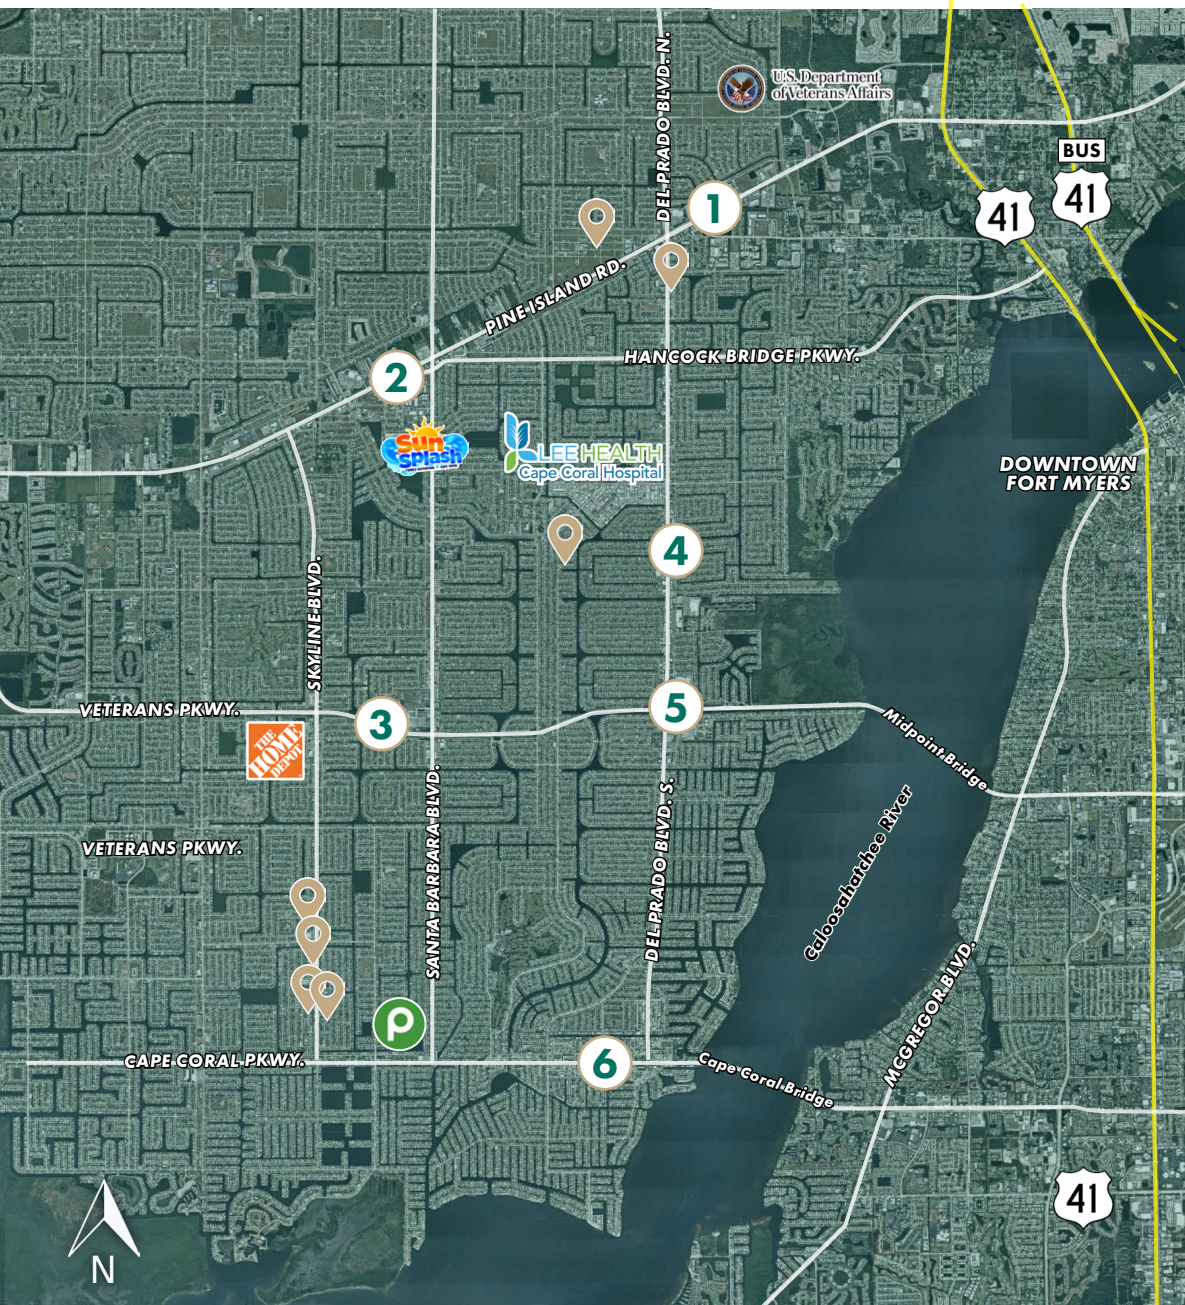 DEL PRADO BLVD. N.
U.S. Department
of Veterans Affairs
BUS
41
41
1
PINE ISLAND RD.
HANCOCK BRIDGE PKWY.
2
Sun
Splash
LEE HEALTH
Cape Coral Hospital
DOWNTOWN
FORT MYERS
4
SKYLINE BLVD.
VETERANS PKWY.
3
5
Midpoint Bridge
THE
HOME
DEPOT
SANTA BARBARA BLVD.
DEL PRADO BLVD. S.
Caloosahatchee River
VETERANS PKWY.
MCGREGOR BLVD.
p
CAPE CORAL PKWY.
6
Cape Coral Bridge
41
N